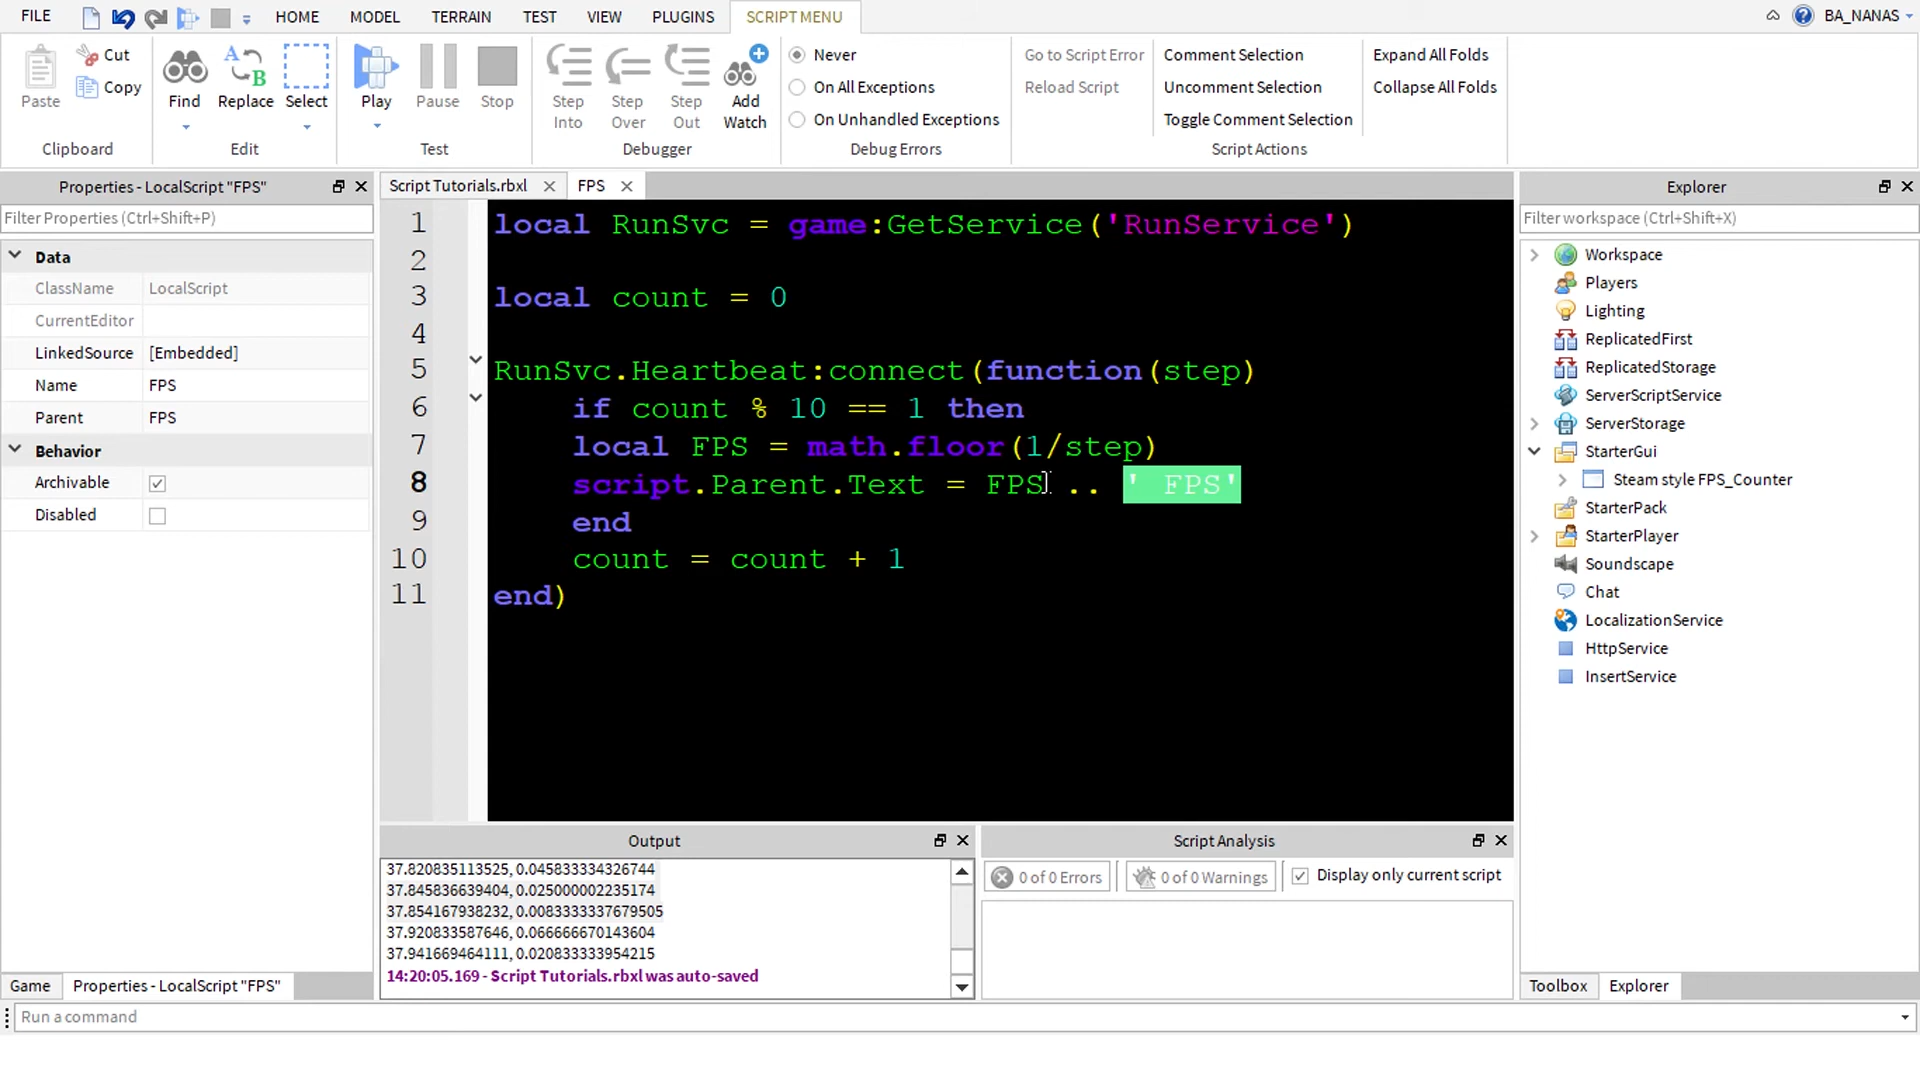 FILE HOME MODEL TERRAIN TEST VIEW PLUGINS SCRIPT MENU BA_NANAS
Paste Cut Copy
Clipboard
Find Replace Select
Edit
Play Pause Stop
Test
Step Into Step Over Step Out Add Watch
Debugger
Never
On All Exceptions
On Unhandled Exceptions
Debug Errors
Go to Script Error
Reload Script
Comment Selection
Uncomment Selection
Toggle Comment Selection
Expand All Folds
Collapse All Folds
Script Actions
Properties - LocalScript "FPS"
Filter Properties (Ctrl+Shift+P)
Data
ClassName LocalScript
CurrentEditor
LinkedSource [Embedded]
Name FPS
Parent FPS
Behavior
Archivable
Disabled
Game Properties - LocalScript "FPS"
Script Tutorials.rbxl FPS
1 local RunSvc = game:GetService('RunService')
2
3 local count = 0
4
5 RunSvc.Heartbeat:connect(function(step)
6 if count % 10 == 1 then
7 local FPS = math.floor(1/step)
8 script.Parent.Text = FPS .. ' FPS'
9 end
10 count = count + 1
11 end)
Output
37.820835113525, 0.045833334326744
37.845836639404, 0.025000002235174
37.854167938232, 0.0083333337679505
37.920833587646, 0.066666670143604
37.941669464111, 0.020833333954215
14:20:05.169 - Script Tutorials.rbxl was auto-saved
Script Analysis
0 of 0 Errors 0 of 0 Warnings Display only current script
Explorer
Filter workspace (Ctrl+Shift+X)
Workspace
Players
Lighting
ReplicatedFirst
ReplicatedStorage
ServerScriptService
ServerStorage
StarterGui
Steam style FPS_Counter
StarterPack
StarterPlayer
Soundscape
Chat
LocalizationService
HttpService
InsertService
Toolbox Explorer
Run a command